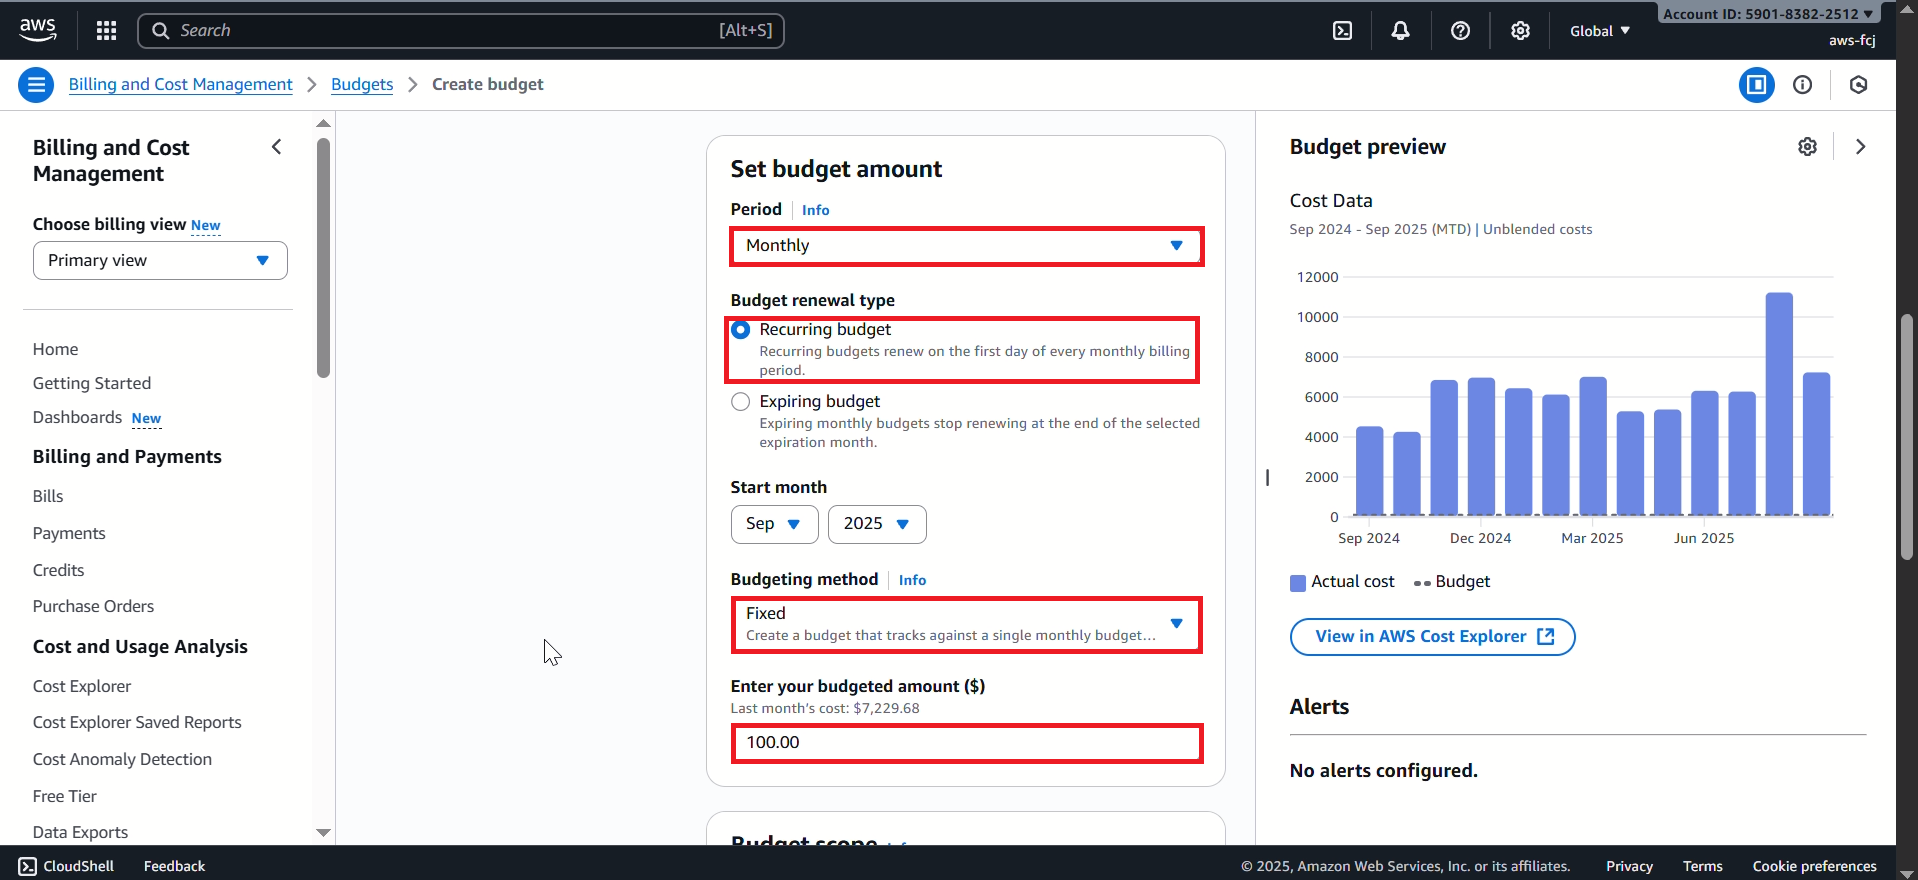 aws
Search
[Alt+S]
Global
Account ID: 5901-8382-2512
aws-fcj
Billing and Cost Management
Budgets
Create budget
Billing and Cost
Management
Choose billing view New
Primary view
Home
Getting Started
Dashboards New
Billing and Payments
Bills
Payments
Credits
Purchase Orders
Cost and Usage Analysis
Cost Explorer
Cost Explorer Saved Reports
Cost Anomaly Detection
Free Tier
Data Exports
Set budget amount
Period Info
Monthly
Budget renewal type
Recurring budget
Recurring budgets renew on the first day of every monthly billing
period.
Expiring budget
Expiring monthly budgets stop renewing at the end of the selected
expiration month.
Start month
Sep 2025
Budgeting method Info
Fixed
Create a budget that tracks against a single monthly budget...
Enter your budgeted amount ($)
Last month's cost: $7,229.68
100.00
Budget scope Info
Budget preview
Cost Data
Sep 2024 - Sep 2025 (MTD) | Unblended costs
12000
10000
8000
6000
4000
2000
0
Sep 2024 Dec 2024 Mar 2025 Jun 2025
Actual cost Budget
View in AWS Cost Explorer
Alerts
No alerts configured.
CloudShell Feedback
© 2025, Amazon Web Services, Inc. or its affiliates. Privacy Terms Cookie preferences